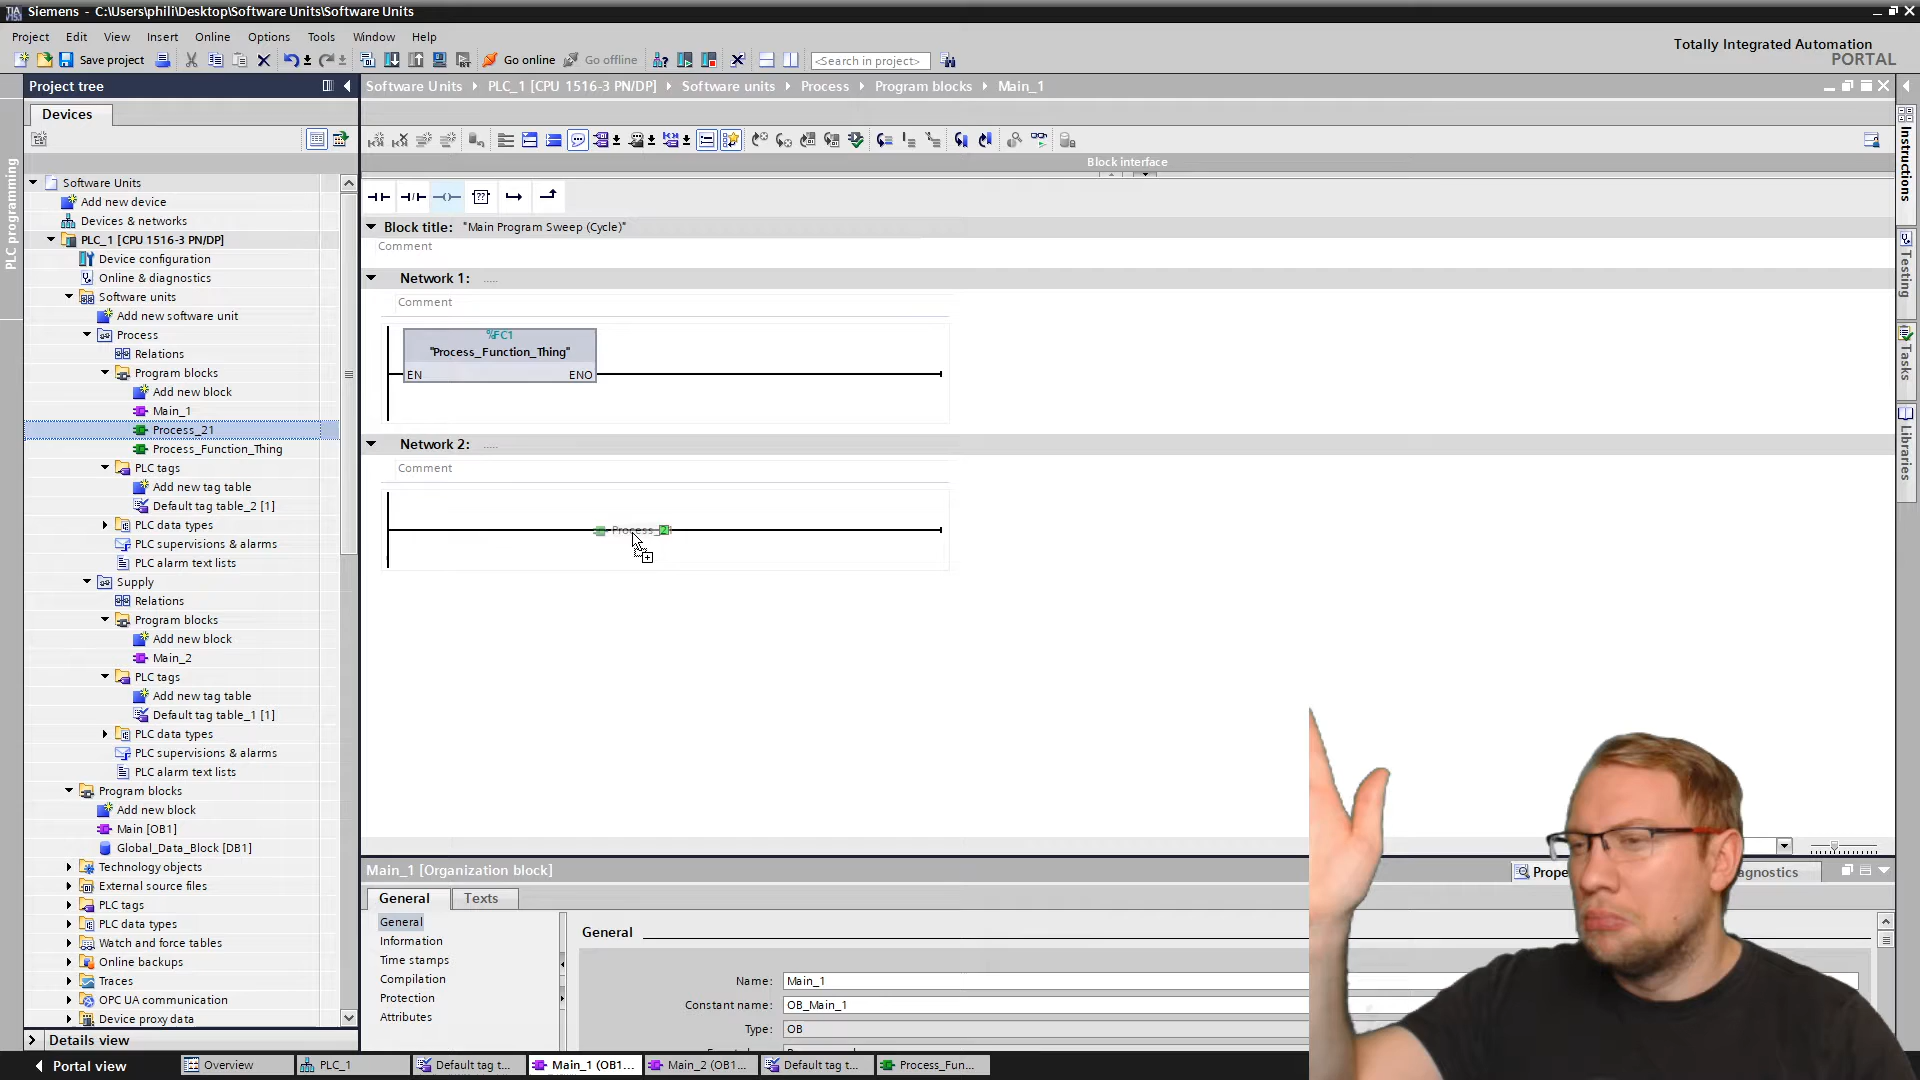 Siemens - C:\Users\phili\Desktop\Software Units\Software Units
Project Edit View Insert Online Options Tools Window Help
Totally Integrated Automation
PORTAL
Save project
Go online
Go offline
<Search in project>
Project tree
Software Units PLC_1 [CPU 1516-3 PN/DP] Software units Process Program blocks Main_1
Devices
PLC programming
Block interface
Software Units
Add new device
Devices & networks
PLC_1 [CPU 1516-3 PN/DP]
Device configuration
Online & diagnostics
Software units
Add new software unit
Process
Relations
Program blocks
Add new block
Main_1
Process_21
Process_Function_Thing
PLC tags
Add new tag table
Default tag table_2 [1]
PLC data types
PLC supervisions & alarms
PLC alarm text lists
Supply
Relations
Program blocks
Add new block
Main_2
PLC tags
Add new tag table
Default tag table_1 [1]
PLC data types
PLC supervisions & alarms
PLC alarm text lists
Program blocks
Add new block
Main [OB1]
Global_Data_Block [DB1]
Technology objects
External source files
PLC tags
PLC data types
Watch and force tables
Online backups
Traces
OPC UA communication
Device proxy data
Details view
??
Block title: "Main Program Sweep (Cycle)"
Comment
Network 1: .....
Comment
%FC1
"Process_Function_Thing"
EN ENO
Network 2: .....
Comment
Instructions
Testing
Tasks
Libraries
Main_1 [Organization block]
General Texts
General
Information
Time stamps
Compilation
Protection
Attributes
General
Name: Main_1
Constant name: OB_Main_1
Type: OB
Portal view
Overview
PLC_1
Default tag t...
Main_1 (OB1...
Main_2 (OB1...
Default tag t...
Process_Fun...